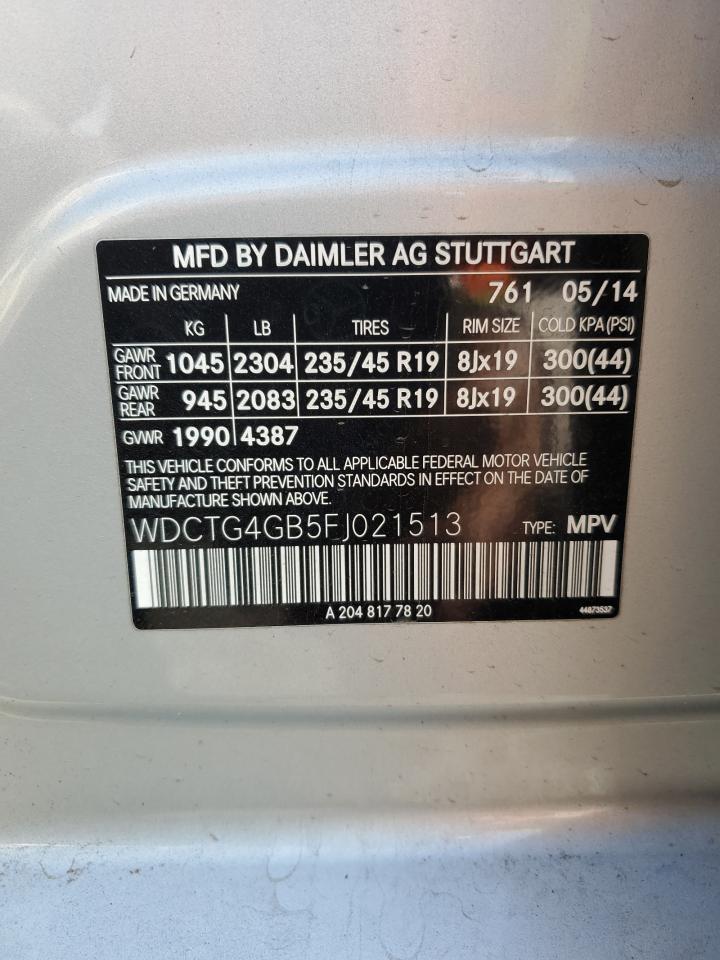 MFD BY DAIMLER AG STUTTGART
MADE IN GERMANY 761 05/14
KG LB TIRES RIM SIZE COLD KPA (PSI)
GAWR FRONT 1045 2304 235/45 R19 8Jx19 300(44)
GAWR REAR 945 2083 235/45 R19 8Jx19 300(44)
GVWR 1990 4387
THIS VEHICLE CONFORMS TO ALL APPLICABLE FEDERAL MOTOR VEHICLE
SAFETY AND THEFT PREVENTION STANDARDS IN EFFECT ON THE DATE OF
MANUFACTURE SHOWN ABOVE.
WDCTG4GB5FJ021513 TYPE: MPV
A 204 817 78 20 44873537